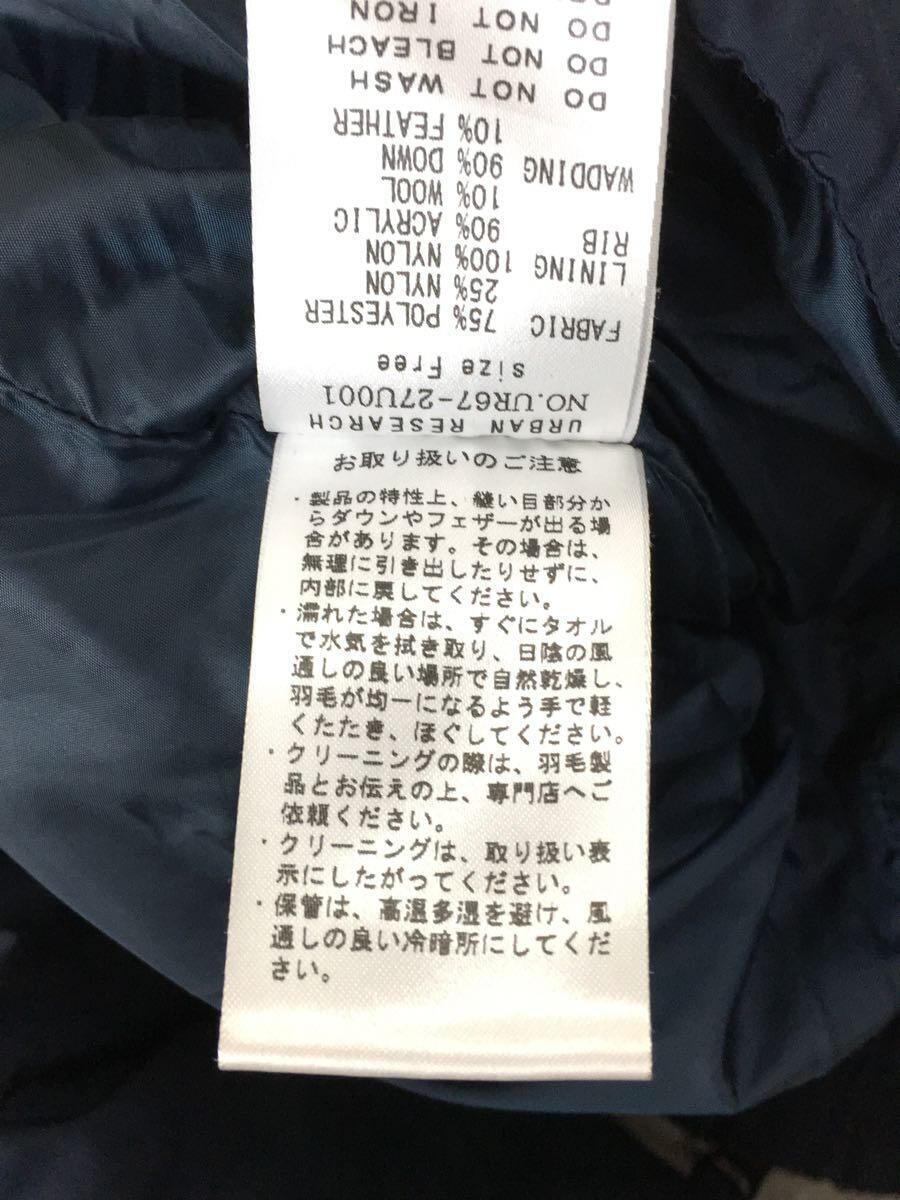 URBAN RESEARCH
NO.UR67-27U001
size Free
FABRIC 75% POLYESTER
25% NYLON
LINING 100% NYLON
RIB 90% ACRYLIC
10% WOOL
WADDING 90% DOWN
10% FEATHER
DO NOT WASH
DO NOT BLEACH
DO NOT IRON
お取り扱いのご注意
・製品の特性上、縫い目部分か
らダウンやフェザーが出る場
合があります。その場合は、
無理に引き出したりせずに、
内部に戻してください。
・濡れた場合は、すぐにタオル
で水気を拭き取り、日陰の風
通しの良い場所で自然乾燥し、
羽毛が均一になるよう手で軽
くたたき、ほぐしてください。
・クリーニングの際は、羽毛製
品とお伝えの上、専門店へご
依頼ください。
・クリーニングは、取り扱い表
示にしたがってください。
・保管は、高温多湿を避け、風
通しの良い冷暗所にしてくだ
さい。